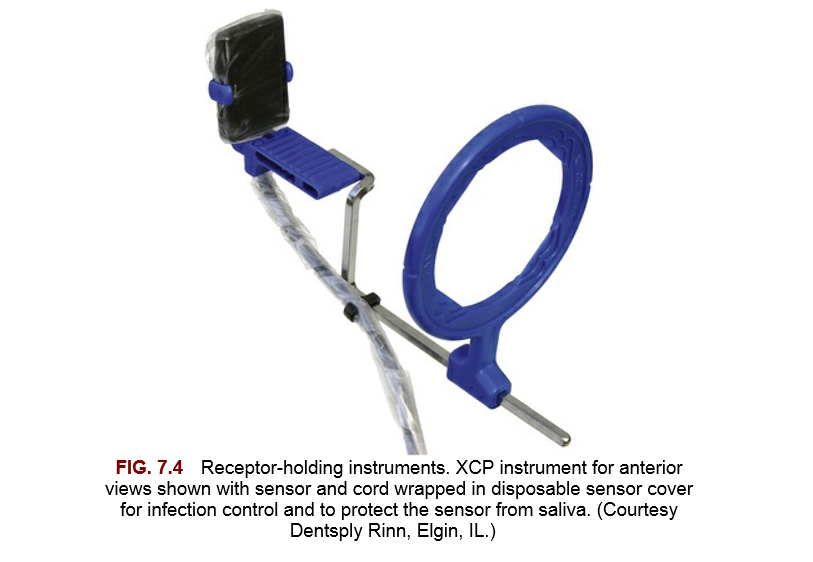 FIG. 7.4 Receptor-holding instruments. XCP instrument for anterior
views shown with sensor and cord wrapped in disposable sensor cover
for infection control and to protect the sensor from saliva. (Courtesy
Dentsply Rinn, Elgin, IL.)